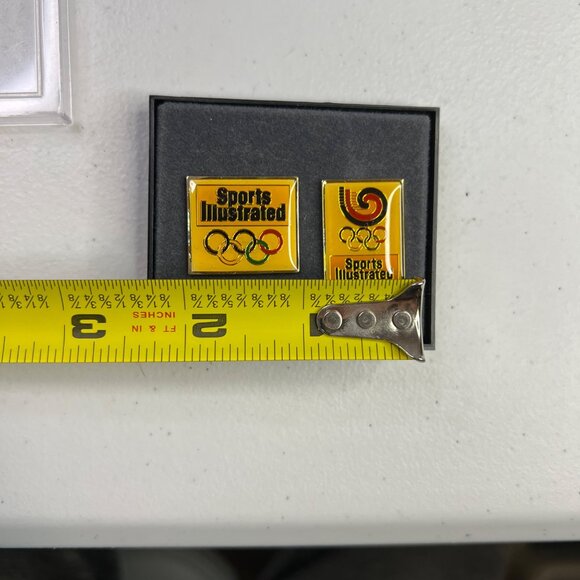 Sports
Illustrated
Sports
Illustrated
3
FT & IN
INCHES
2